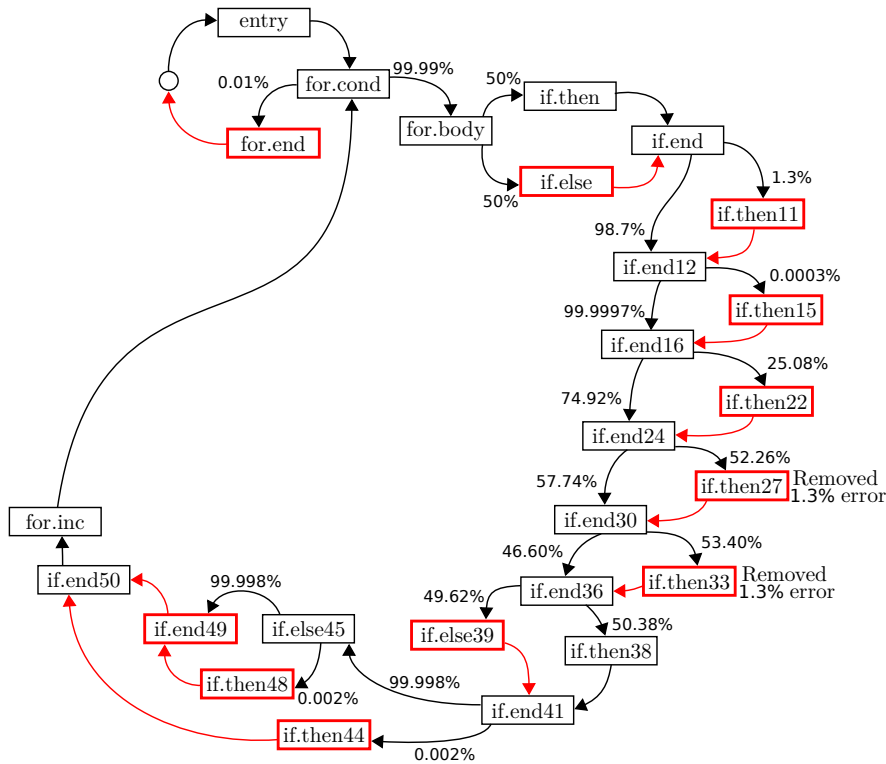 entry
for.cond
0.01%
99.99%
for.end
for.body
50%
if.then
if.end
50%
if.else
1.3%
if.then11
98.7%
if.end12
0.0003%
if.then15
99.9997%
if.end16
25.08%
if.then22
74.92%
if.end24
52.26%
if.then27
Removed
1.3% error
57.74%
if.end30
53.40%
if.then33
Removed
1.3% error
46.60%
if.end36
49.62%
if.else39
50.38%
if.then38
if.end41
99.998%
if.else45
0.002%
if.then44
99.998%
if.end49
0.002%
if.then48
if.end50
for.inc